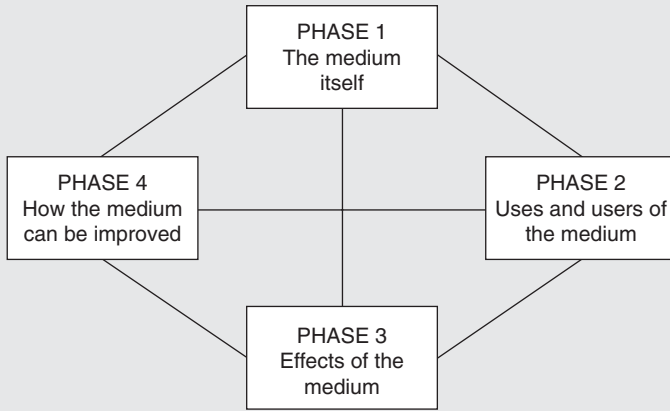 PHASE 1
The medium
itself
PHASE 4
How the medium
can be improved
PHASE 2
Uses and users of
the medium
PHASE 3
Effects of the
medium